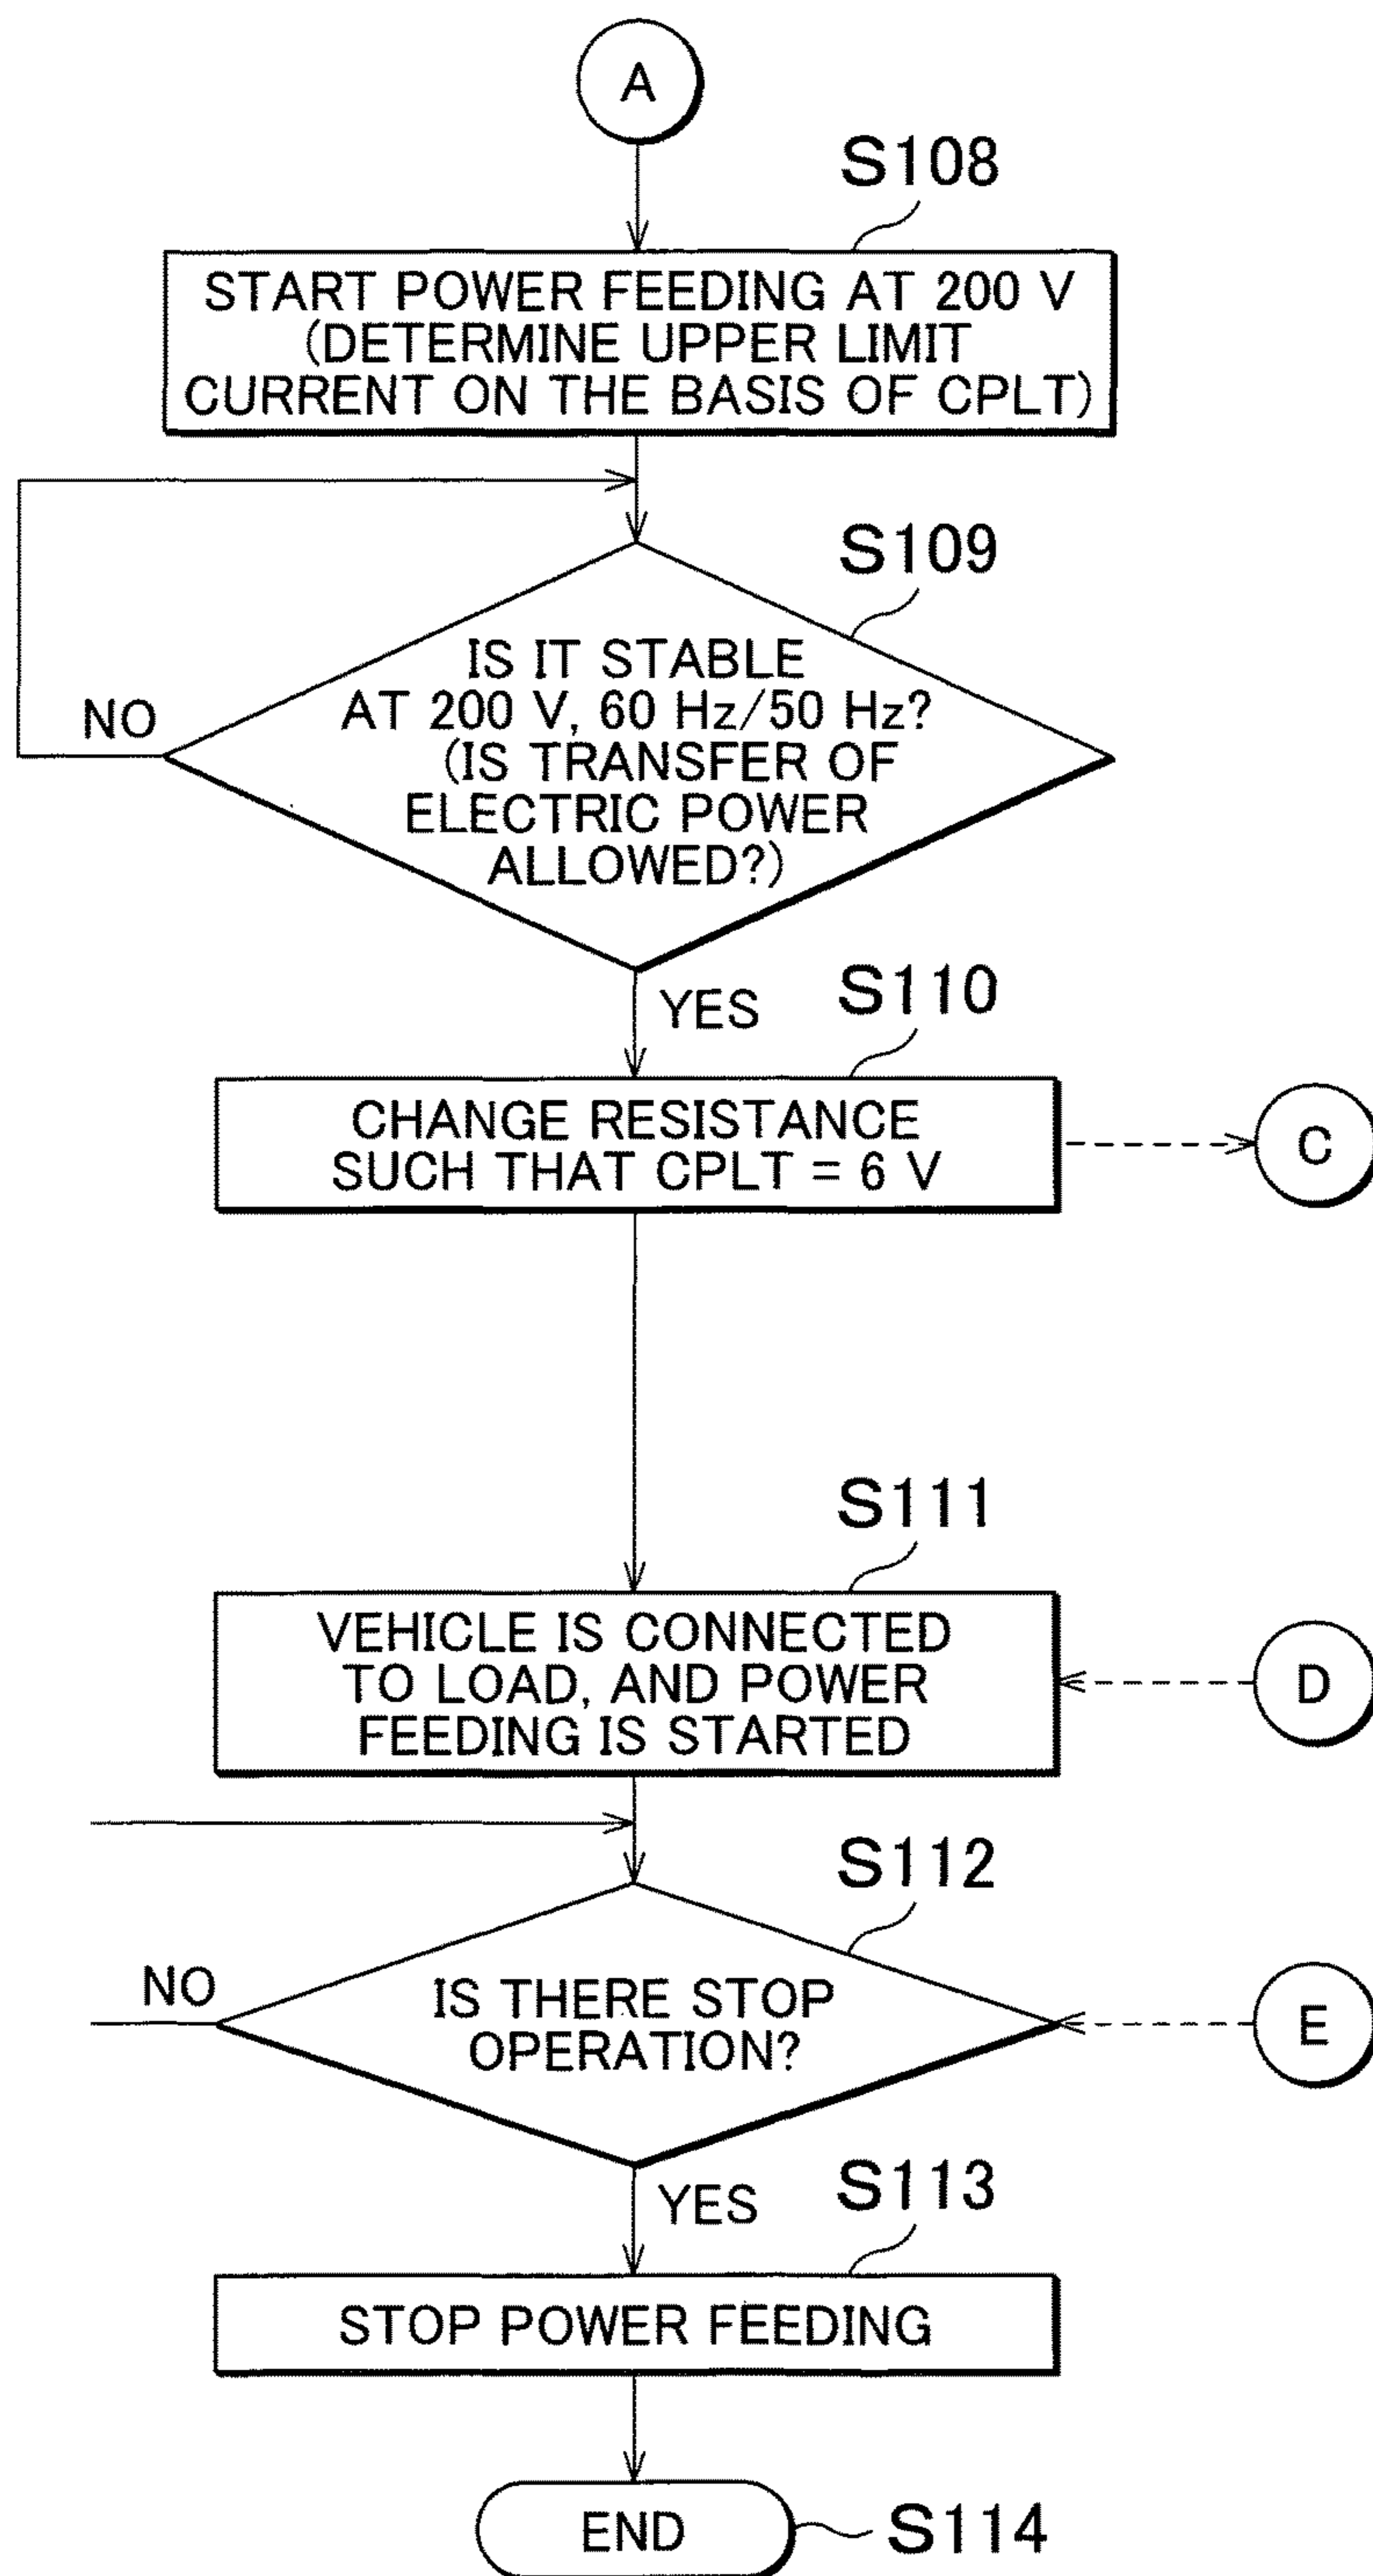 A
S108
START POWER FEEDING AT 200 V
(DETERMINE UPPER LIMIT
CURRENT ON THE BASIS OF CPLT)
S109
IS IT STABLE
AT 200 V, 60 Hz/50 Hz?
(IS TRANSFER OF
ELECTRIC POWER
ALLOWED?)
NO
YES
S110
CHANGE RESISTANCE
SUCH THAT CPLT = 6 V
C
S111
VEHICLE IS CONNECTED
TO LOAD, AND POWER
FEEDING IS STARTED
D
S112
IS THERE STOP
OPERATION?
NO
E
YES
S113
STOP POWER FEEDING
END
S114